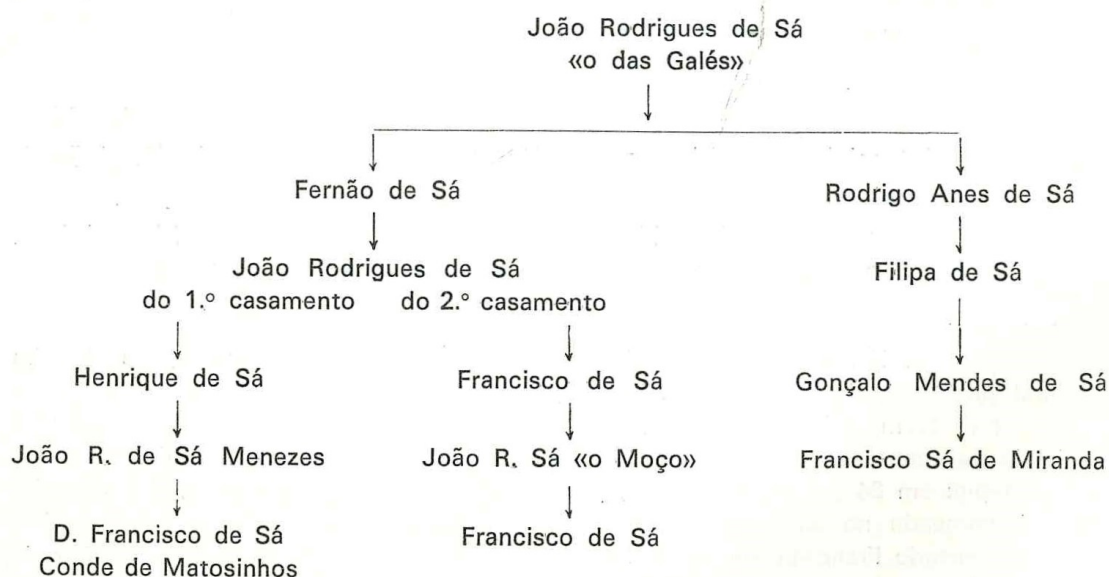 João Rodrigues de Sá
«o das Galés»
Fernão de Sá
Rodrigo Anes de Sá
João Rodrigues de Sá
Filipa de Sá
do 1.º casamento do 2.º casamento
Henrique de Sá
Francisco de Sá
Gonçalo Mendes de Sá
João R. de Sá Menezes
João R. Sá «o Moço»
Francisco Sá de Miranda
D. Francisco de Sá
Conde de Matosinhos
Francisco de Sá